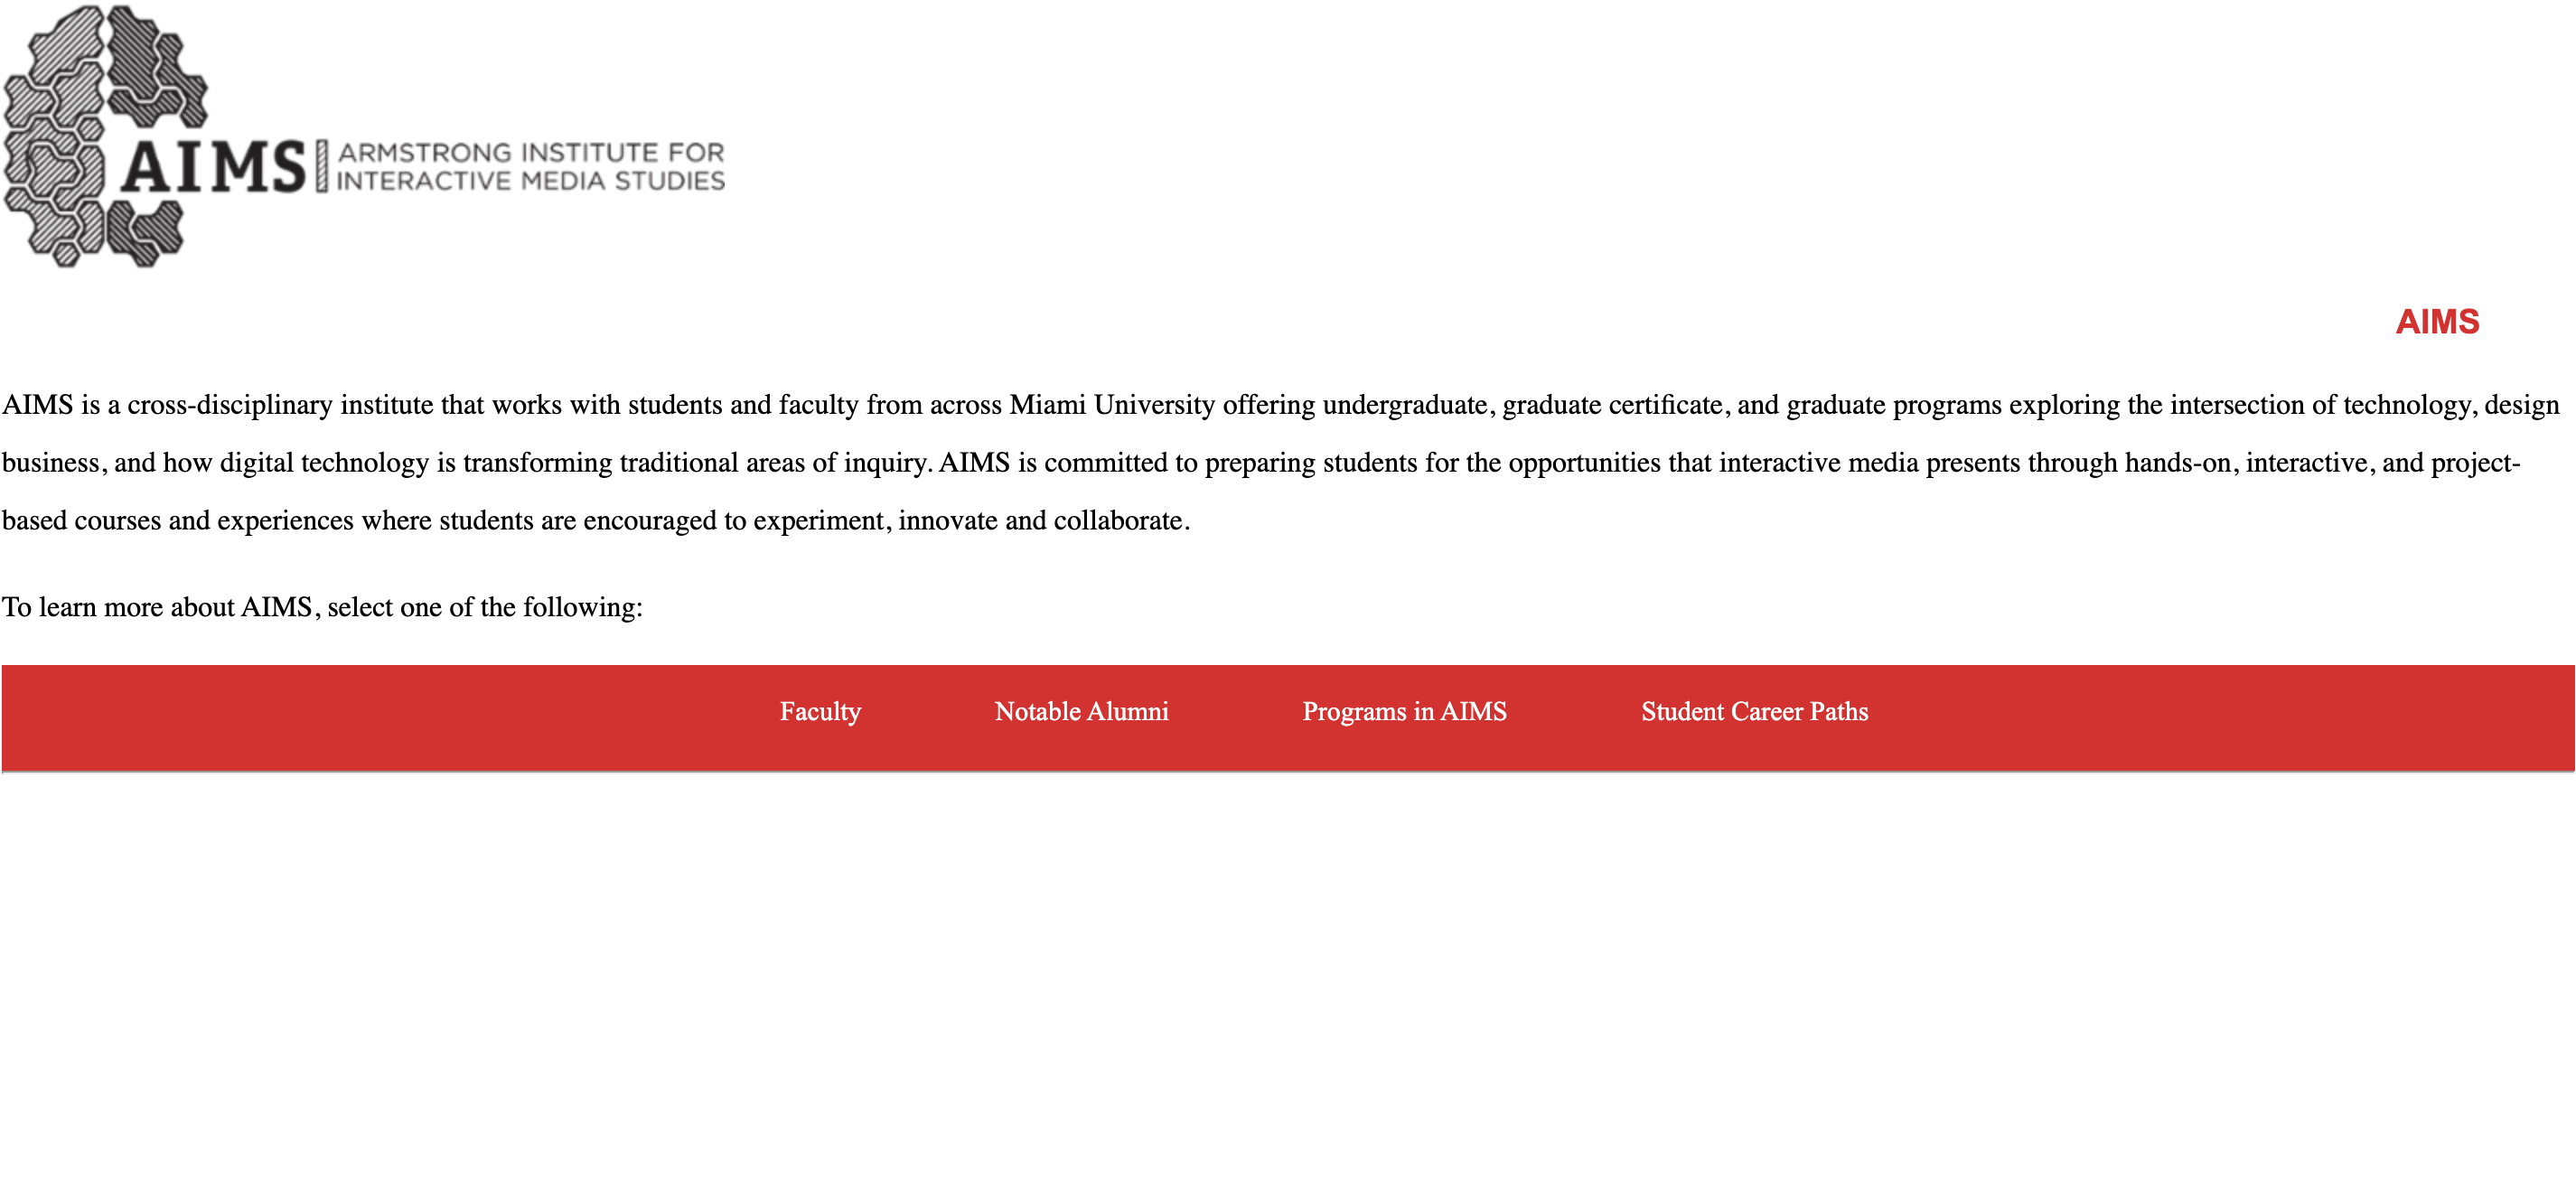 AIMS
ARMSTRONG INSTITUTE FOR
INTERACTIVE MEDIA STUDIES
AIMS
AIMS is a cross-disciplinary institute that works with students and faculty from across Miami University offering undergraduate, graduate certificate, and graduate programs exploring the intersection of technology, design
business, and how digital technology is transforming traditional areas of inquiry. AIMS is committed to preparing students for the opportunities that interactive media presents through hands-on, interactive, and project-
based courses and experiences where students are encouraged to experiment, innovate and collaborate.
To learn more about AIMS, select one of the following:
Faculty Notable Alumni Programs in AIMS Student Career Paths